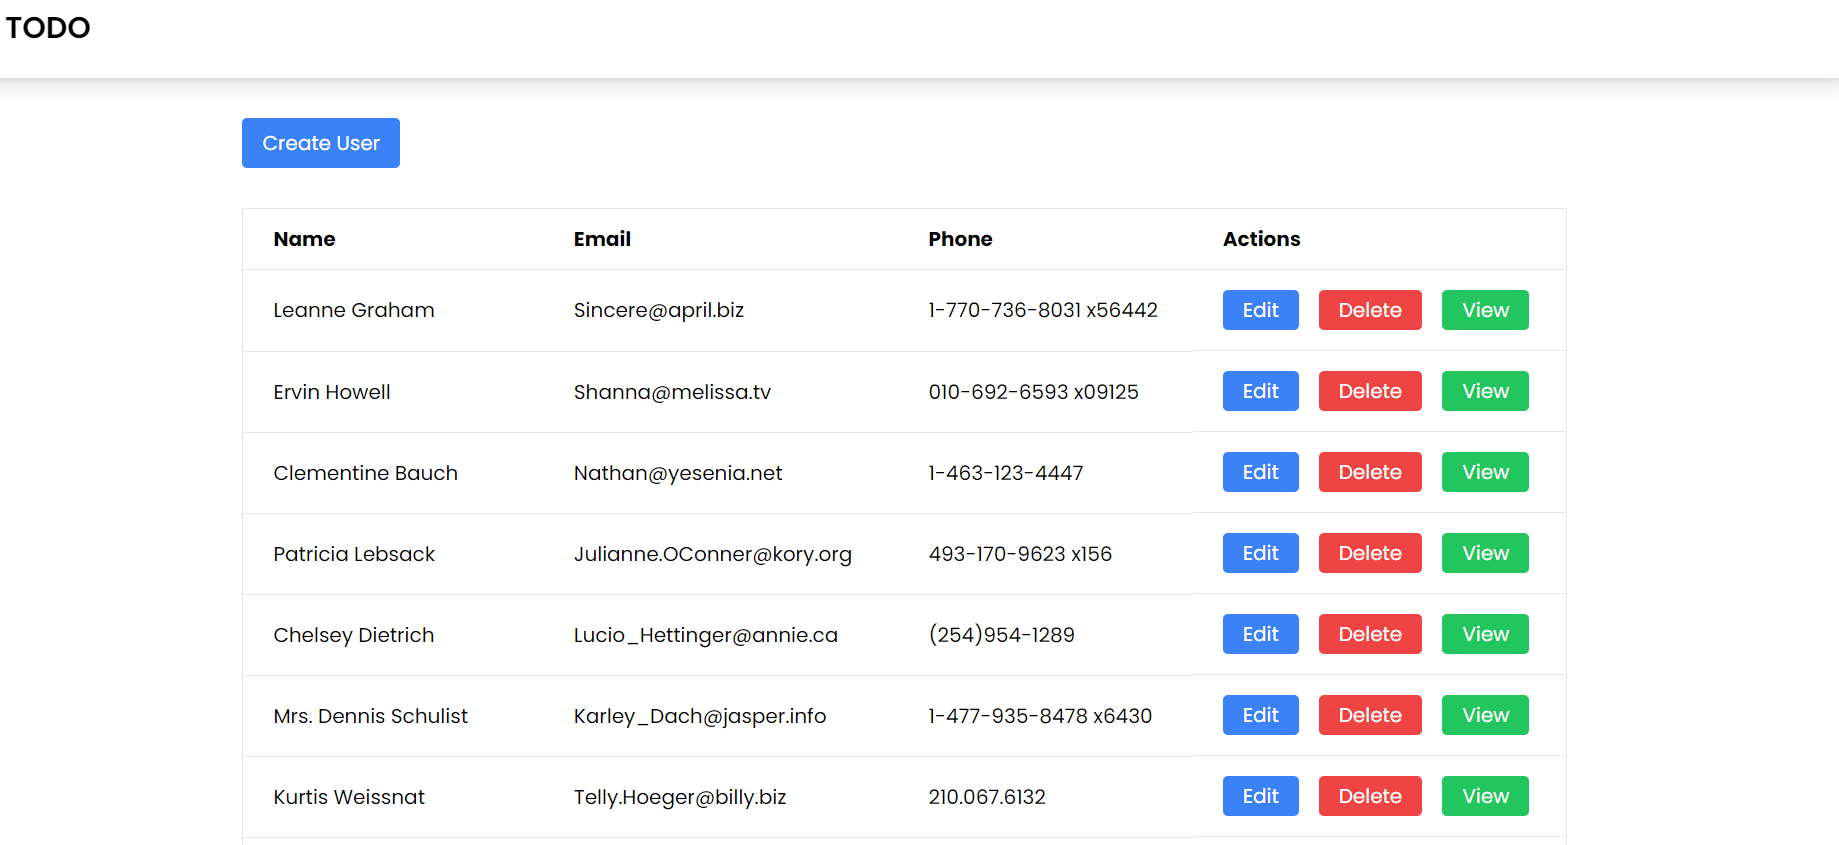 TODO
Create User
Name Email Phone Actions
Leanne Graham Sincere@april.biz 1-770-736-8031 x56442 Edit Delete View
Ervin Howell Shanna@melissa.tv 010-692-6593 x09125 Edit Delete View
Clementine Bauch Nathan@yesenia.net 1-463-123-4447 Edit Delete View
Patricia Lebsack Julianne.OConner@kory.org 493-170-9623 x156 Edit Delete View
Chelsey Dietrich Lucio_Hettinger@annie.ca (254)954-1289 Edit Delete View
Mrs. Dennis Schulist Karley_Dach@jasper.info 1-477-935-8478 x6430 Edit Delete View
Kurtis Weissnat Telly.Hoeger@billy.biz 210.067.6132 Edit Delete View